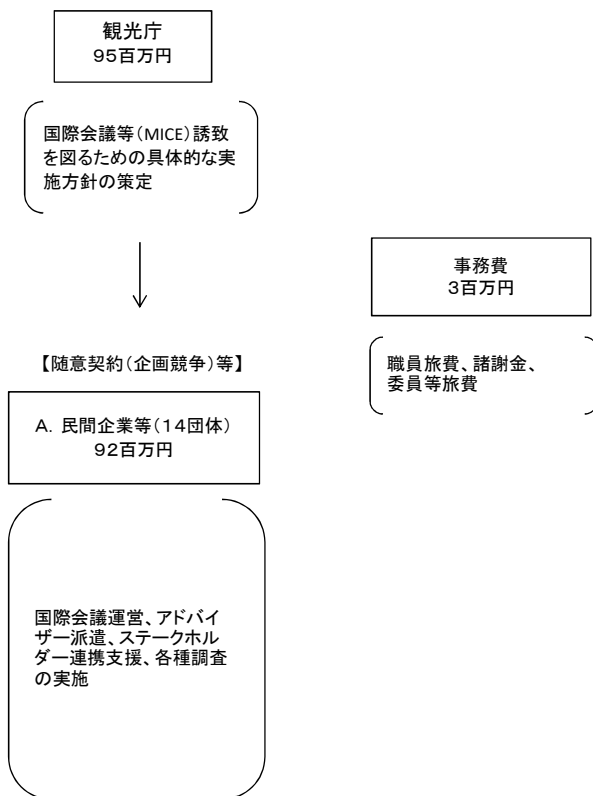 観光庁
95百万円
国際会議等（MICE）誘致
を図るための具体的な実
施方針の策定
事務費
3百万円
【随意契約（企画競争）等】
職員旅費、諸謝金、
委員等旅費
A. 民間企業等（14団体）
92百万円
国際会議運営、アドバイ
ザー派遣、ステークホル
ダー連携支援、各種調査
の実施